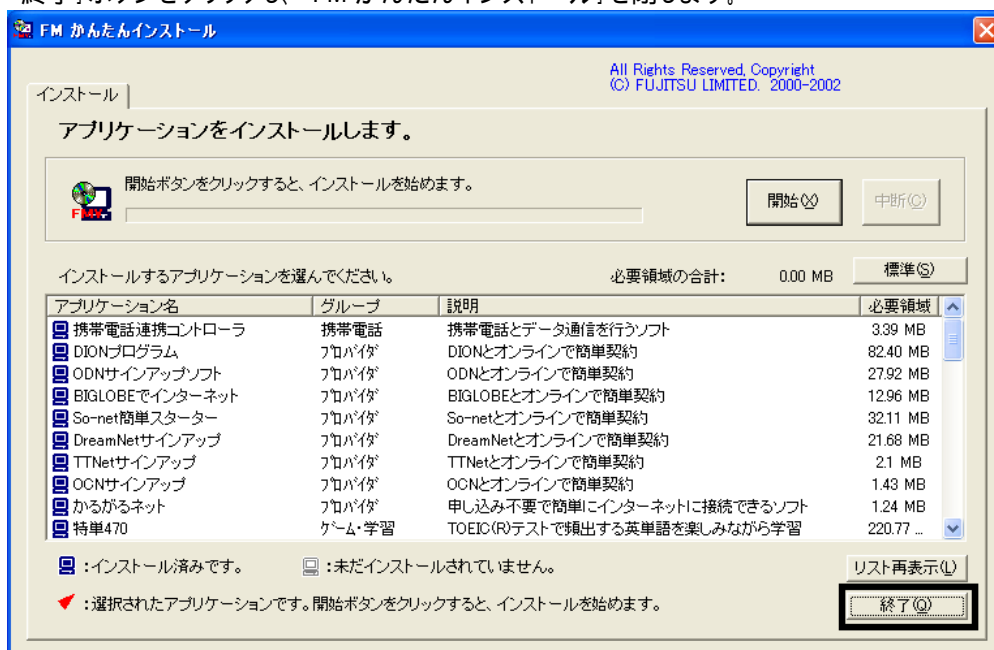 終了」ボタンをクリックし、「FM かんたんインストール」を閉じます。
FM かんたんインストール
All Rights Reserved, Copyright
(C) FUJITSU LIMITED. 2000-2002
インストール
アプリケーションをインストールします。
開始ボタンをクリックすると、インストールを始めます。
FMV
開始(X) 中断(C)
インストールするアプリケーションを選んでください。 必要領域の合計: 0.00 MB 標準(S)
アプリケーション名 グループ 説明 必要領域
携帯電話連携コントローラ 携帯電話 携帯電話とデータ通信を行うソフト 3.39 MB
DIONプログラム プロバイダ DIONとオンラインで簡単契約 82.40 MB
ODNサインアップソフト プロバイダ ODNとオンラインで簡単契約 27.92 MB
BIGLOBEでインターネット プロバイダ BIGLOBEとオンラインで簡単契約 12.96 MB
So-net簡単スターター プロバイダ So-netとオンラインで簡単契約 32.11 MB
DreamNetサインアップ プロバイダ DreamNetとオンラインで簡単契約 21.68 MB
TTNetサインアップ プロバイダ TTNetとオンラインで簡単契約 2.1 MB
OCNサインアップ プロバイダ OCNとオンラインで簡単契約 1.43 MB
かるがるネット プロバイダ 申し込み不要で簡単にインターネットに接続できるソフト 1.24 MB
特単470 ゲーム・学習 TOEIC(R)テストで頻出する英単語を楽しみながら学習 220.77 ...
:インストール済みです。 :未だインストールされていません。 リスト再表示(L)
:選択されたアプリケーションです。開始ボタンをクリックすると、インストールを始めます。 終了(Q)